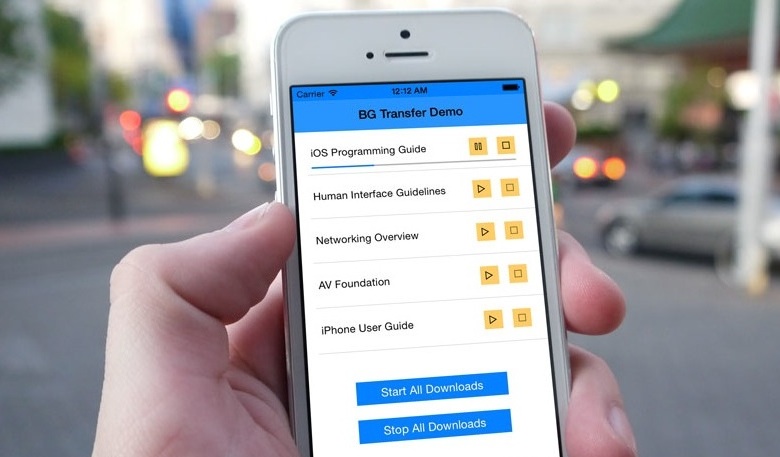 Carrier 12:12 AM
BG Transfer Demo
iOS Programming Guide
Human Interface Guidelines
Networking Overview
AV Foundation
iPhone User Guide
Start All Downloads
Stop All Downloads